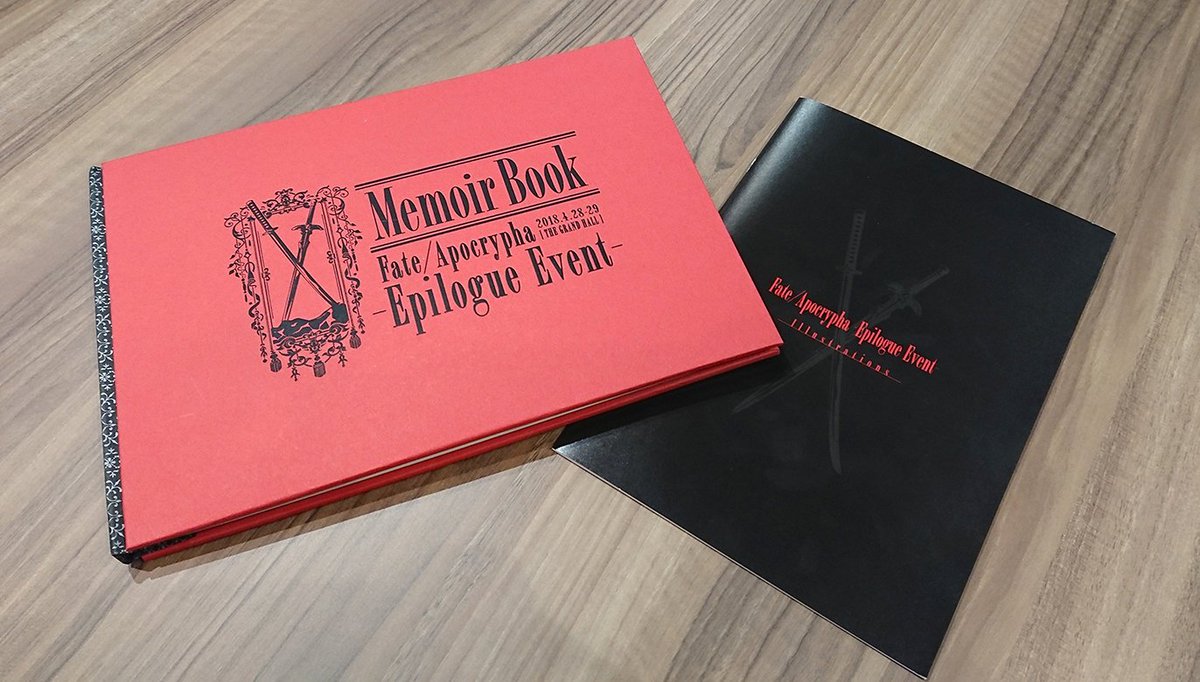 Memoir Book
Fate/Apocrypha 2018.4.28-29
[THE GRAND HALL]
-Epilogue Event-
Fate/Apocrypha Epilogue Event
Illustrations